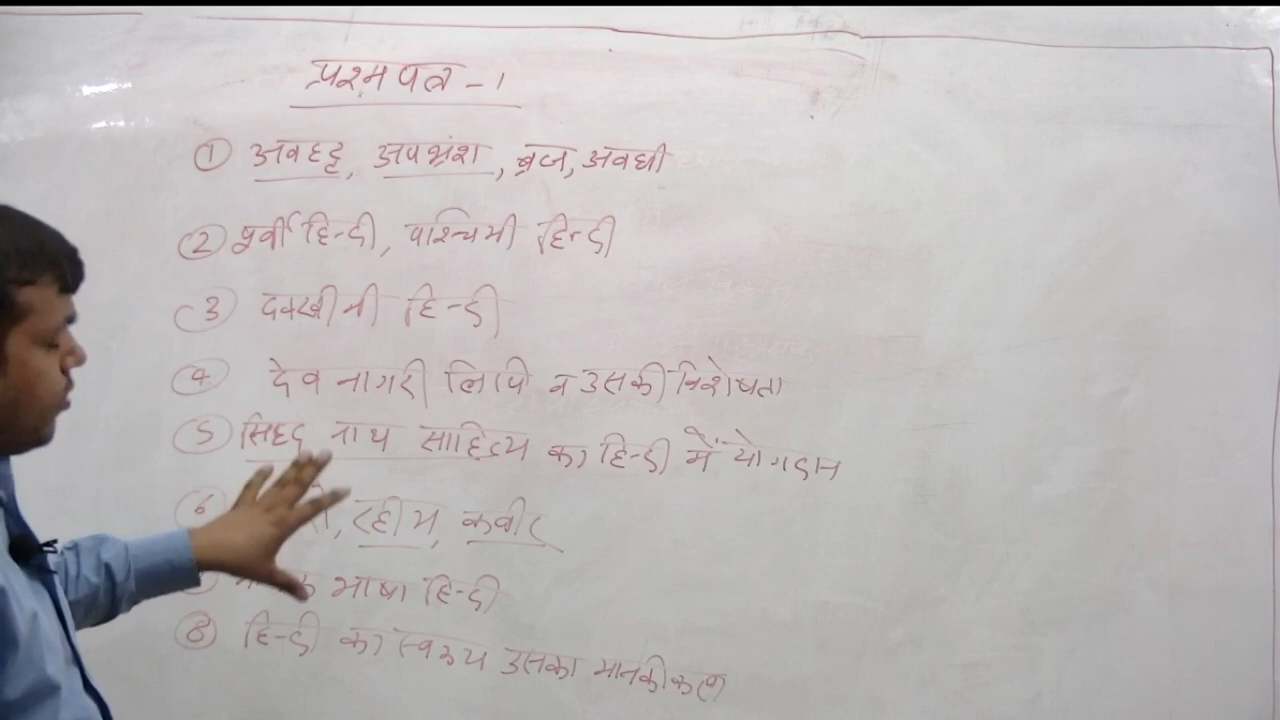 प्रश्न पत्र - 1
① अवहट्ट, अपभ्रंश, ब्रज, अवधी
② पूर्वी हिन्दी, पश्चिमी हिन्दी
③ दक्खीनी हिन्दी
④ देवनागरी लिपि व उसकी विशेषता
⑤ सिद्द नाथ साहित्य का हिन्दी में योगदान
⑥ रहीम, कबीर
भाषा हिन्दी
⑧ हिन्दी का स्वरूप उसका मानकीकरण